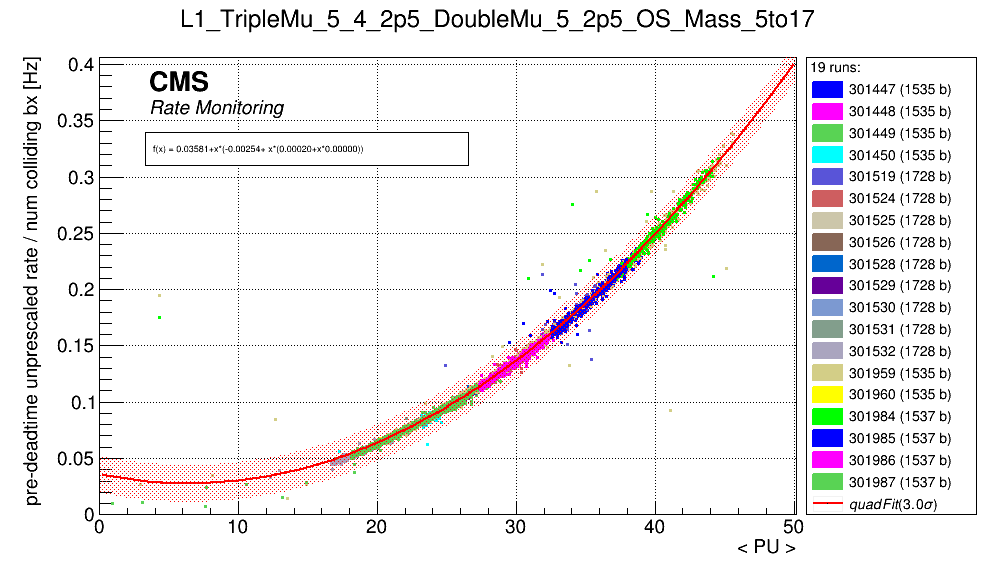 L1_TripleMu_5_4_2p5_DoubleMu_5_2p5_OS_Mass_5to17
pre-deadtime unprescaled rate / num colliding bx [Hz]
CMS
Rate Monitoring
f(x) = 0.03581+x*(-0.00254+ x*(0.00020+x*0.00000))
0.4
0.35
0.3
0.25
0.2
0.15
0.1
0.05
0
0 10 20 30 40 50
< PU >
19 runs:
301447 (1535 b)
301448 (1535 b)
301449 (1535 b)
301450 (1535 b)
301519 (1728 b)
301524 (1728 b)
301525 (1728 b)
301526 (1728 b)
301528 (1728 b)
301529 (1728 b)
301530 (1728 b)
301531 (1728 b)
301532 (1728 b)
301959 (1535 b)
301960 (1535 b)
301984 (1537 b)
301985 (1537 b)
301986 (1537 b)
301987 (1537 b)
quadFit(3.0σ)